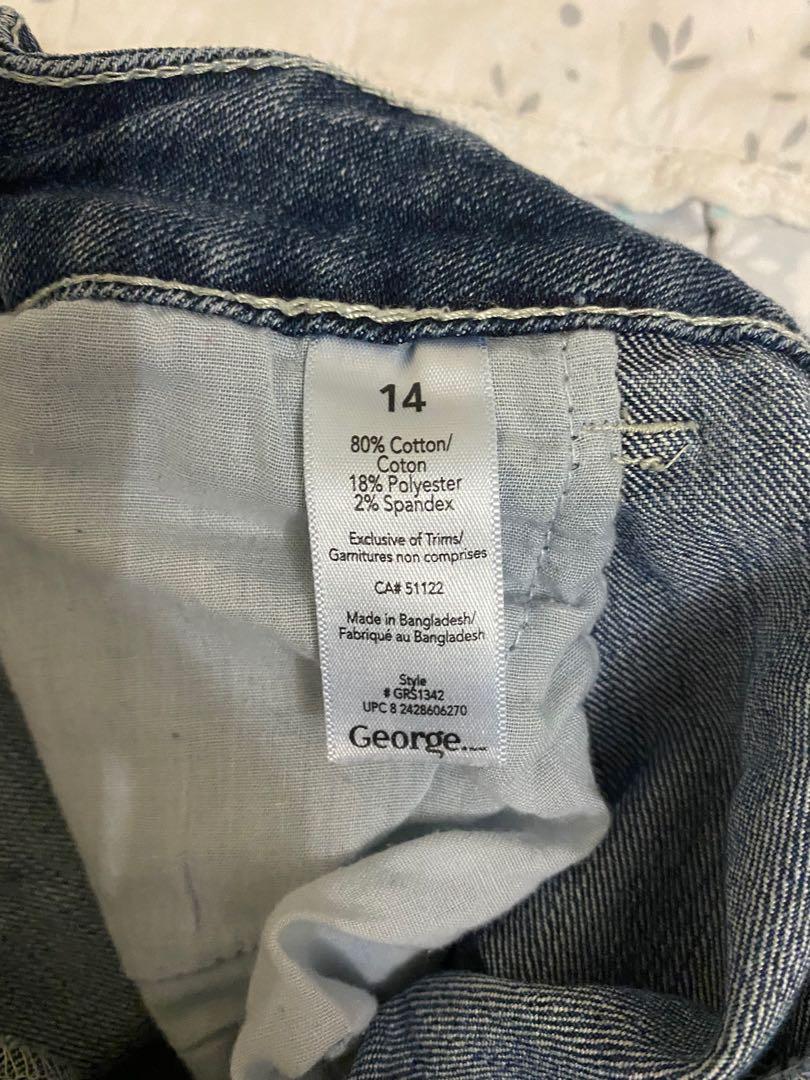 14
80% Cotton/
Coton
18% Polyester
2% Spandex
Exclusive of Trims/
Garnitures non comprises
CA# 51122
Made in Bangladesh/
Fabriqué au Bangladesh
Style
# GRS1342
UPC 8 2428606270
George.